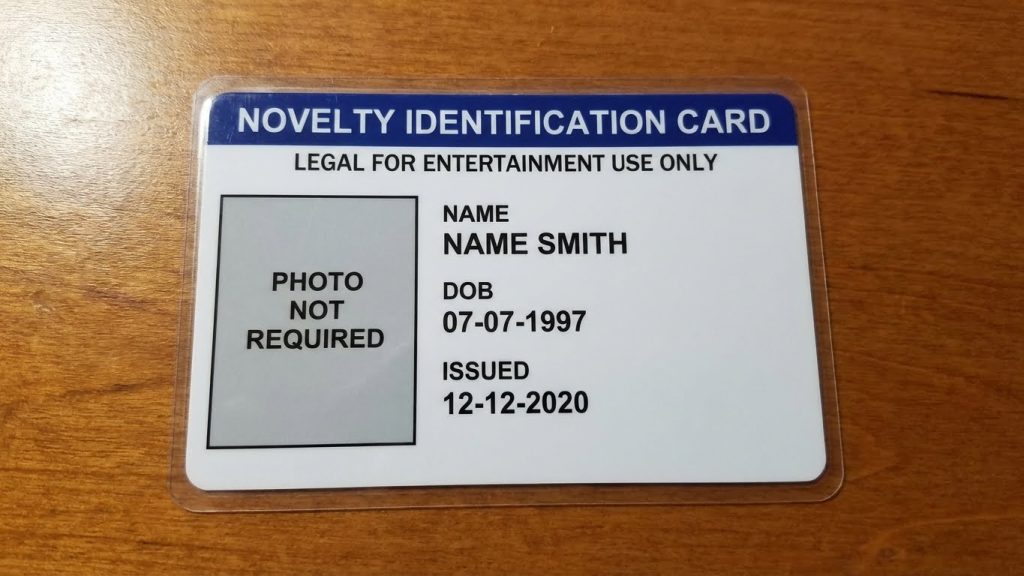 NOVELTY IDENTIFICATION CARD
LEGAL FOR ENTERTAINMENT USE ONLY
PHOTO
NOT
REQUIRED
NAME
NAME SMITH
DOB
07-07-1997
ISSUED
12-12-2020